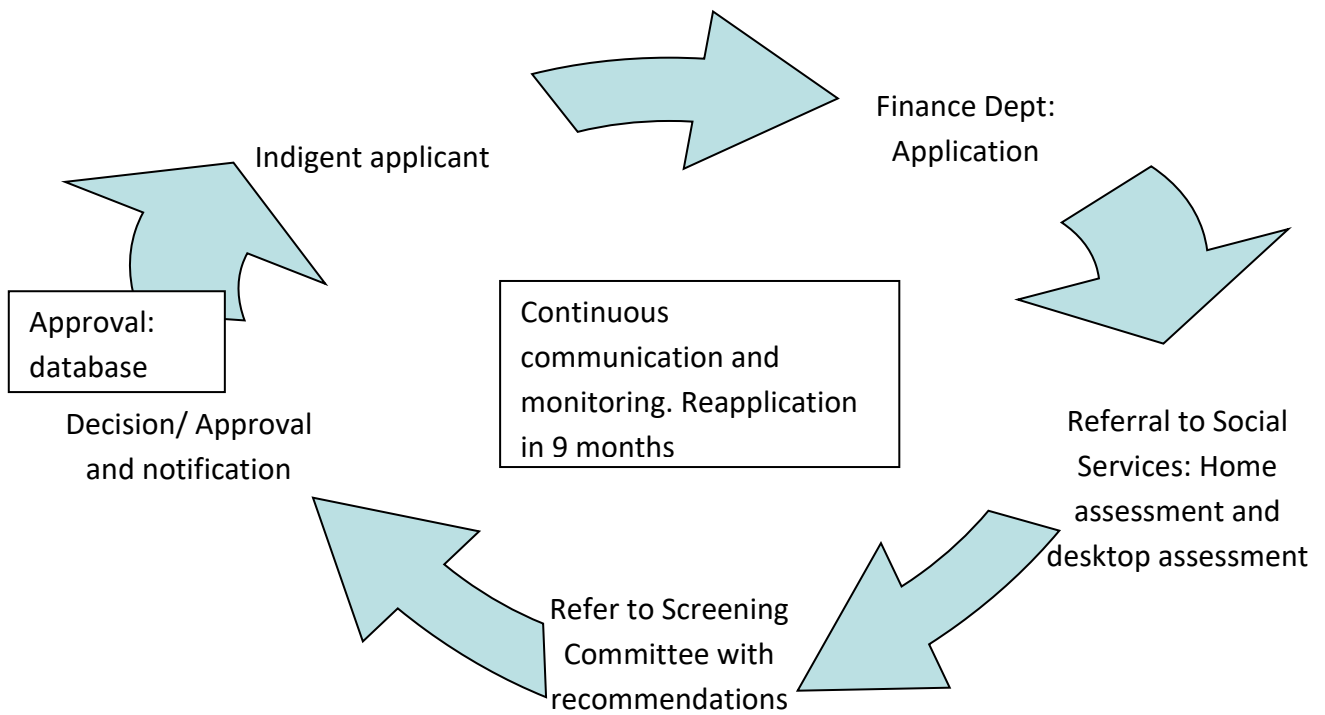 Indigent applicant
Finance Dept:
Application
Approval:
database
Continuous
communication and
monitoring. Reapplication
in 9 months
Decision/ Approval
and notification
Referral to Social
Services: Home
assessment and
desktop assessment
Refer to Screening
Committee with
recommendations